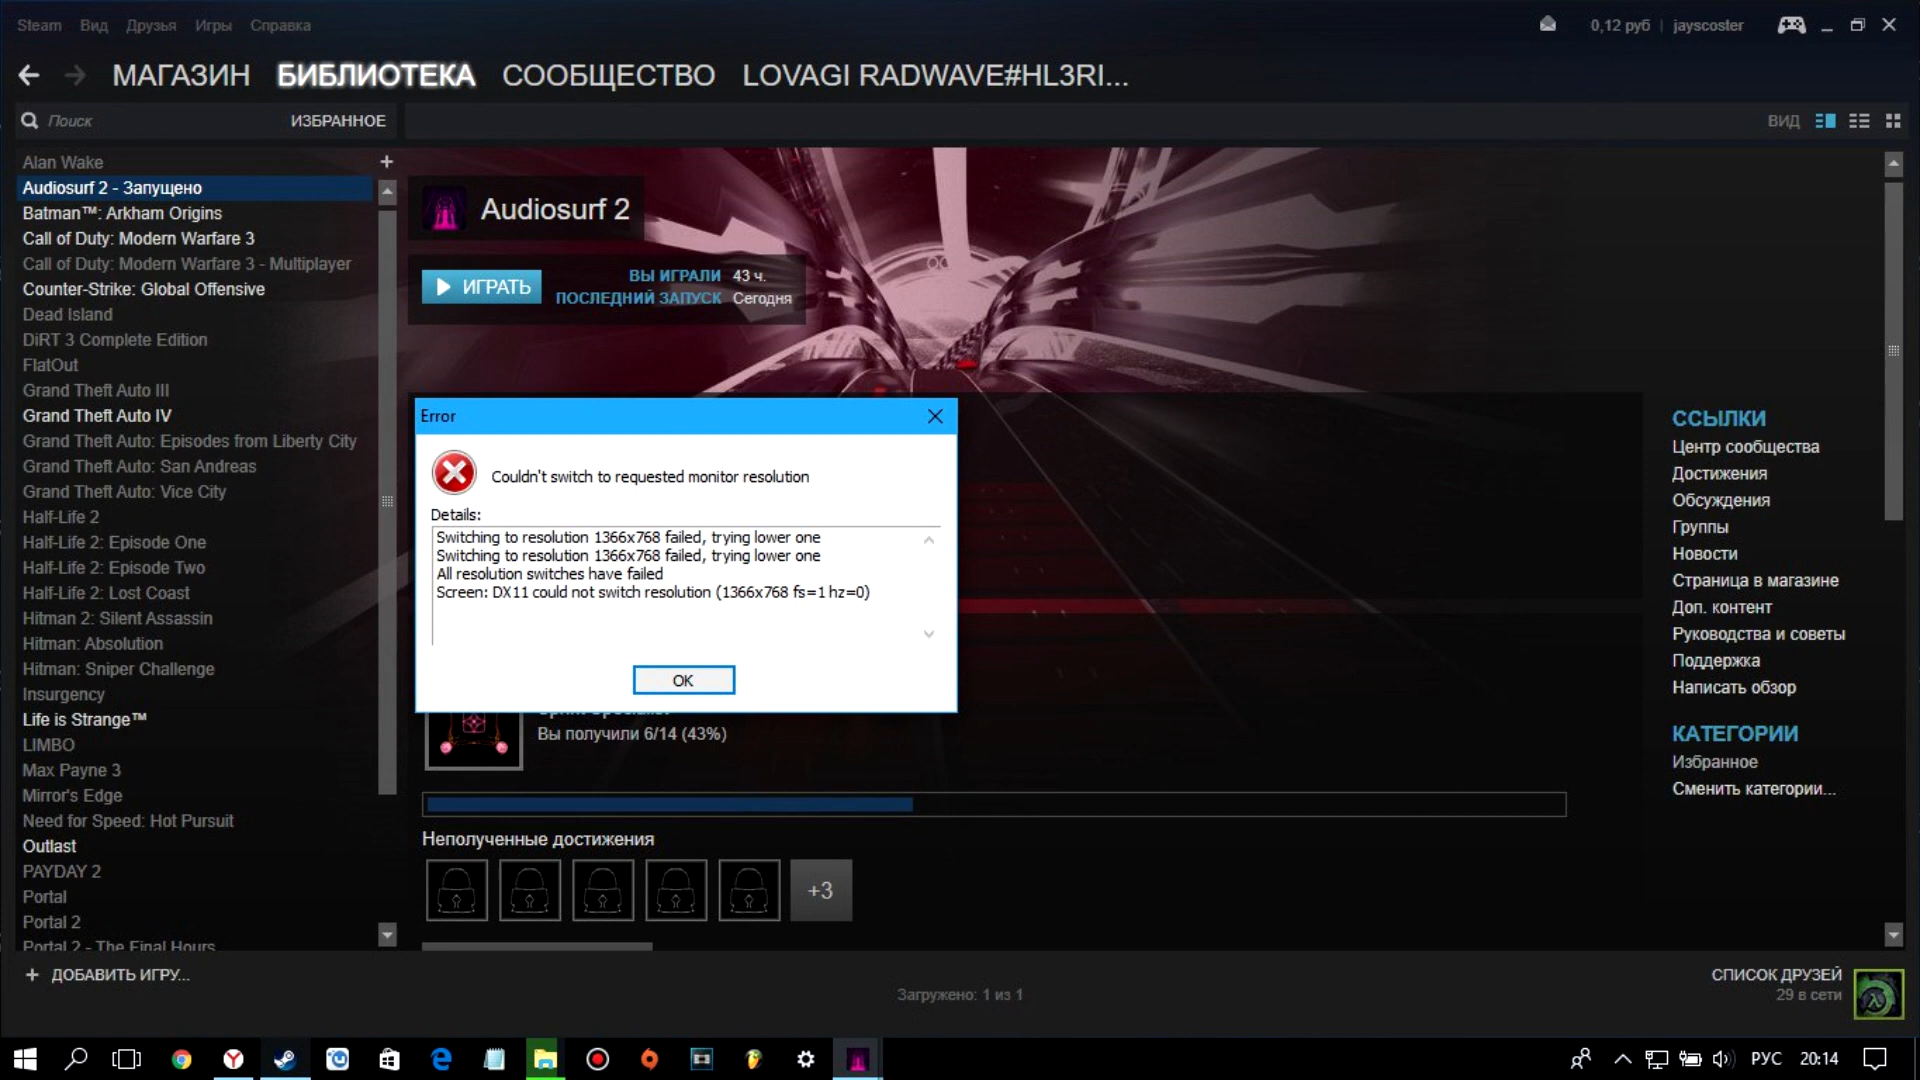 Steam Вид Друзья Игры Справка
0,12 руб | jayscoster
МАГАЗИН БИБЛИОТЕКА СООБЩЕСТВО LOVAGI RADWAVE#HL3RI...
Поиск ИЗБРАННОЕ
ВИД
Alan Wake
Audiosurf 2 - Запущено
Batman™: Arkham Origins
Call of Duty: Modern Warfare 3
Call of Duty: Modern Warfare 3 - Multiplayer
Counter-Strike: Global Offensive
Dead Island
DiRT 3 Complete Edition
FlatOut
Grand Theft Auto III
Grand Theft Auto IV
Grand Theft Auto: Episodes from Liberty City
Grand Theft Auto: San Andreas
Grand Theft Auto: Vice City
Half-Life 2
Half-Life 2: Episode One
Half-Life 2: Episode Two
Half-Life 2: Lost Coast
Hitman 2: Silent Assassin
Hitman: Absolution
Hitman: Sniper Challenge
Insurgency
Life is Strange™
LIMBO
Max Payne 3
Mirror's Edge
Need for Speed: Hot Pursuit
Outlast
PAYDAY 2
Portal
Portal 2
Portal 2 - The Final Hours
Audiosurf 2
ИГРАТЬ
ВЫ ИГРАЛИ 43 ч.
ПОСЛЕДНИЙ ЗАПУСК Сегодня
Error
Couldn't switch to requested monitor resolution
Details:
Switching to resolution 1366x768 failed, trying lower one
Switching to resolution 1366x768 failed, trying lower one
All resolution switches have failed
Screen: DX11 could not switch resolution (1366x768 fs=1 hz=0)
OK
Вы получили 6/14 (43%)
Неполученные достижения
+3
ССЫЛКИ
Центр сообщества
Достижения
Обсуждения
Группы
Новости
Страница в магазине
Доп. контент
Руководства и советы
Поддержка
Написать обзор
КАТЕГОРИИ
Избранное
Сменить категории...
+ ДОБАВИТЬ ИГРУ...
Загружено: 1 из 1
СПИСОК ДРУЗЕЙ
29 в сети
РУС 20:14